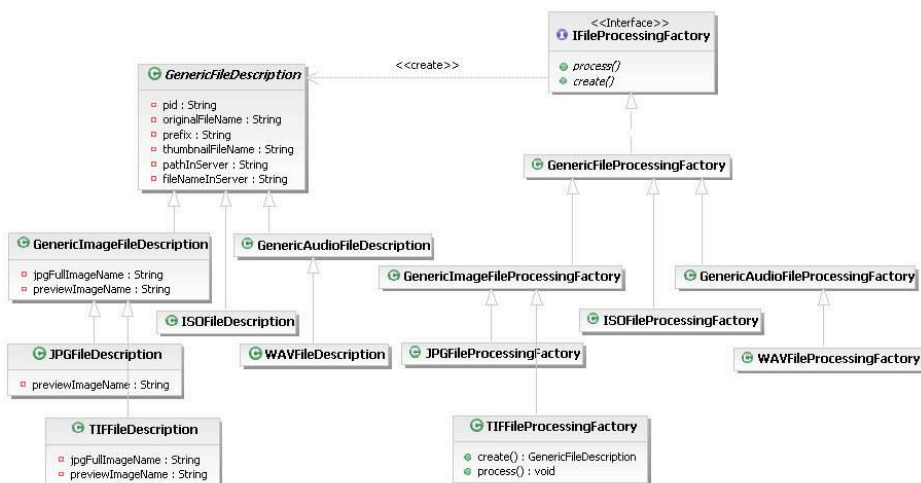 <<Interface>>
IFileProcessingFactory
process()
create()
<<create>>
GenericFileDescription
pid : String
originalFileName : String
prefix : String
thumbnailFileName : String
pathInServer : String
fileNameInServer : String
GenericFileProcessingFactory
GenericImageFileDescription
jpgFullImageName : String
previewImageName : String
GenericAudioFileDescription
GenericImageFileProcessingFactory
GenericAudioFileProcessingFactory
ISOFileDescription
ISOFileProcessingFactory
JPGFileDescription
previewImageName : String
WAVFileDescription
JPGFileProcessingFactory
WAVFileProcessingFactory
TIFFileDescription
jpgFullImageName : String
previewImageName : String
TIFFileProcessingFactory
create() : GenericFileDescription
process() : void